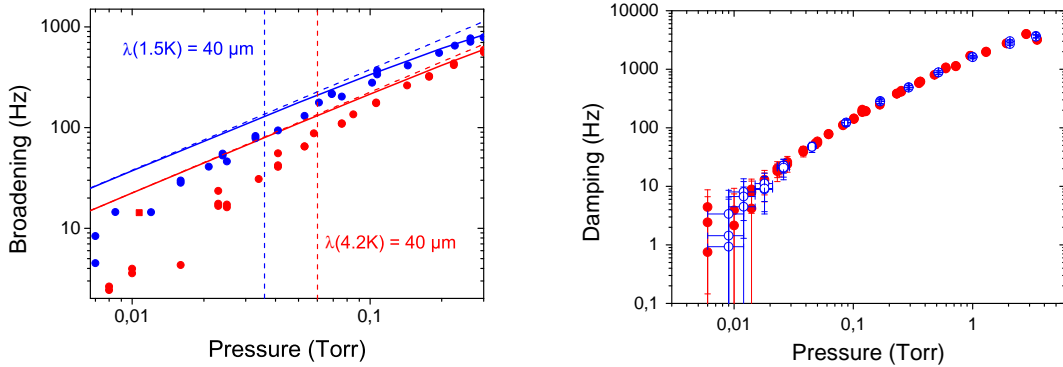 1000
100
10
Broadening (Hz)
λ(1.5K) = 40 μm
λ(4.2K) = 40 μm
0,01
0,1
Pressure (Torr)
10000
1000
100
10
1
0,1
Damping (Hz)
0,01
0,1
1
Pressure (Torr)